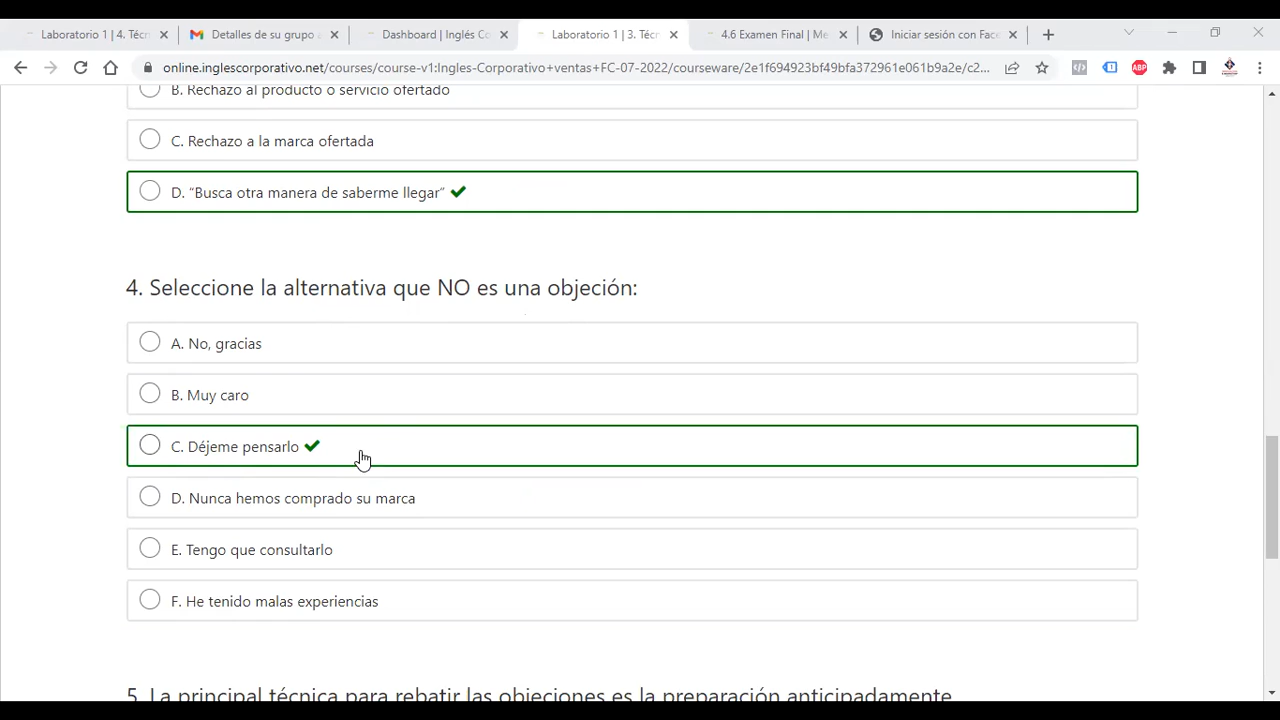 Laboratorio 1 | 4. Técn
Detalles de su grupo
Dashboard | Inglés Co
Laboratorio 1 | 3. Técn
4.6 Examen Final | Me
Iniciar sesión con Face
online.inglescorporativo.net/courses/course-v1:Ingles-Corporativo+ventas+FC-07-2022/courseware/2e1f694923bf49bfa372961e061b9a2e/c2...
ABP
B. Rechazo al producto o servicio ofertado
C. Rechazo a la marca ofertada
D. “Busca otra manera de saberme llegar”
4. Seleccione la alternativa que NO es una objeción:
A. No, gracias
B. Muy caro
C. Déjeme pensarlo
D. Nunca hemos comprado su marca
E. Tengo que consultarlo
F. He tenido malas experiencias
5. La principal técnica para rebatir las objeciones es la preparación anticipadamente